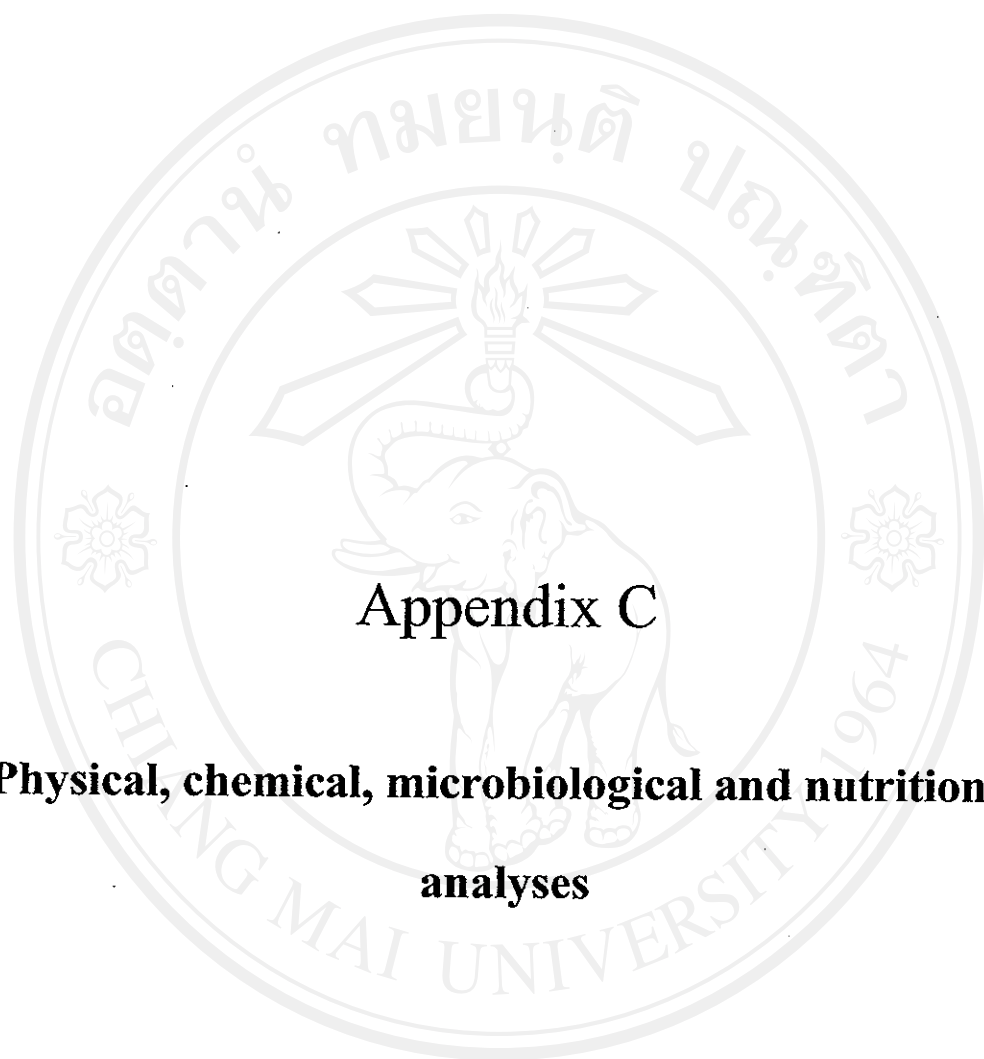 อตฺตานํ ทมยนฺติ ปณฺฑิตา
Appendix C
Physical, chemical, microbiological and nutrition
analyses
CHIANG MAI UNIVERSITY 1964